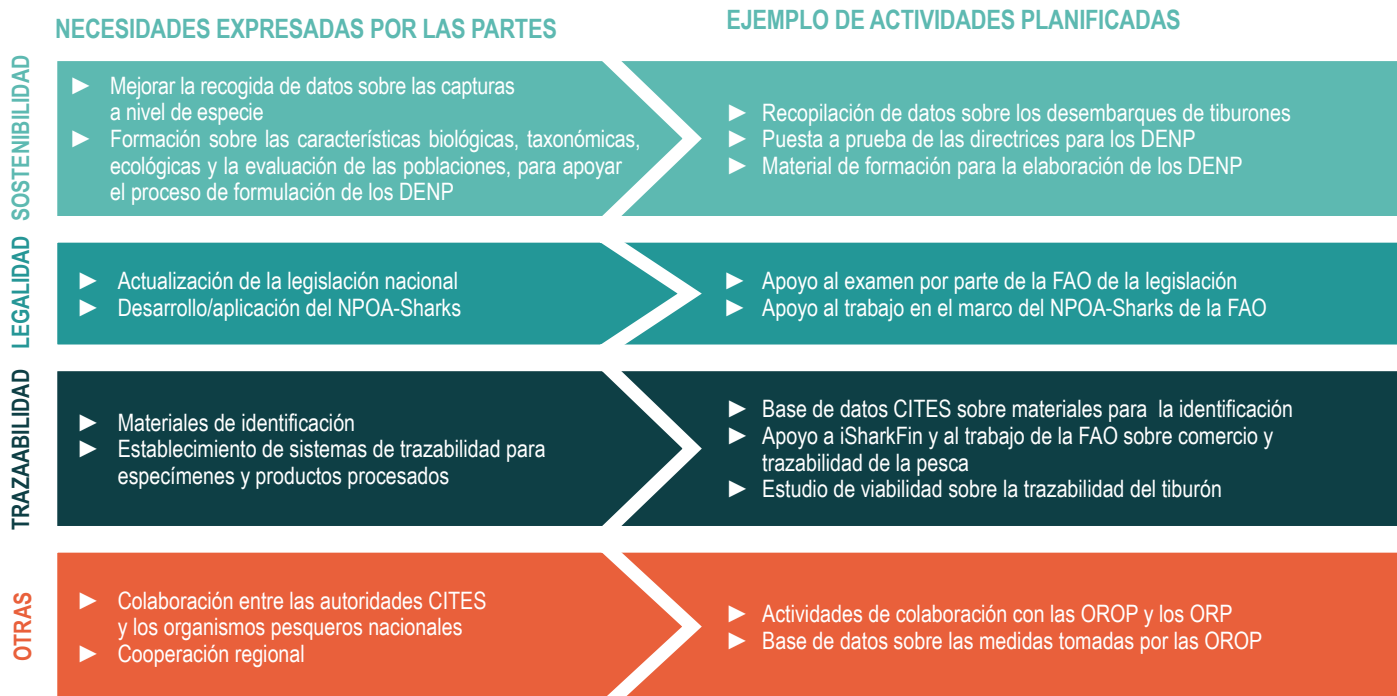 NECESIDADES EXPRESADAS POR LAS PARTES
EJEMPLO DE ACTIVIDADES PLANIFICADAS
SOSTENIBILIDAD
► Mejorar la recogida de datos sobre las capturas
a nivel de especie
► Formación sobre las características biológicas, taxonómicas,
ecológicas y la evaluación de las poblaciones, para apoyar
el proceso de formulación de los DENP
► Recopilación de datos sobre los desembarques de tiburones
► Puesta a prueba de las directrices para los DENP
► Material de formación para la elaboración de los DENP
LEGALIDAD
► Actualización de la legislación nacional
► Desarrollo/aplicación del NPOA-Sharks
► Apoyo al examen por parte de la FAO de la legislación
► Apoyo al trabajo en el marco del NPOA-Sharks de la FAO
TRAZAABILIDAD
► Materiales de identificación
► Establecimiento de sistemas de trazabilidad para
especímenes y productos procesados
► Base de datos CITES sobre materiales para la identificación
► Apoyo a iSharkFin y al trabajo de la FAO sobre comercio y
trazabilidad de la pesca
► Estudio de viabilidad sobre la trazabilidad del tiburón
OTRAS
► Colaboración entre las autoridades CITES
y los organismos pesqueros nacionales
► Cooperación regional
► Actividades de colaboración con las OROP y los ORP
► Base de datos sobre las medidas tomadas por las OROP